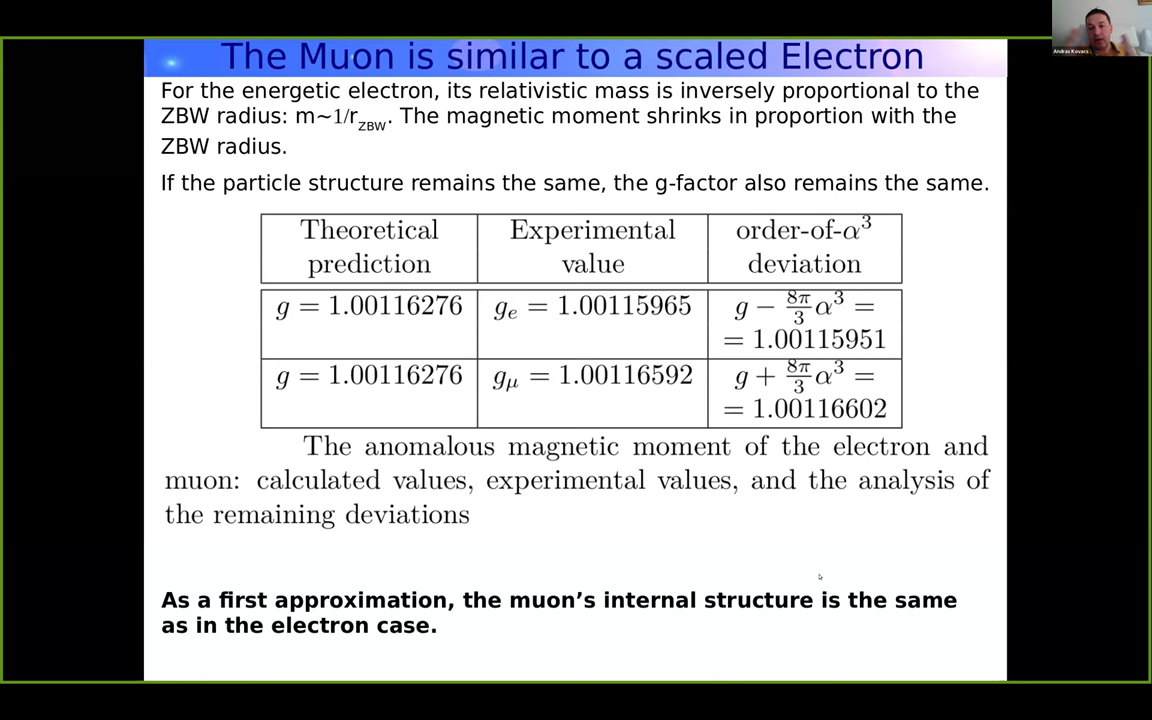 The Muon is similar to a scaled Electron
Andras Kovacs
For the energetic electron, its relativistic mass is inversely proportional to the
ZBW radius: m~1/r_ZBW. The magnetic moment shrinks in proportion with the
ZBW radius.
If the particle structure remains the same, the g-factor also remains the same.
Theoretical prediction | Experimental value | order-of-α³ deviation
g = 1.00116276 | gₑ = 1.00115965 | g − 8π/3 α³ =
= 1.00115951
g = 1.00116276 | g_μ = 1.00116592 | g + 8π/3 α³ =
= 1.00116602
The anomalous magnetic moment of the electron and
muon: calculated values, experimental values, and the analysis of
the remaining deviations
As a first approximation, the muon’s internal structure is the same
as in the electron case.